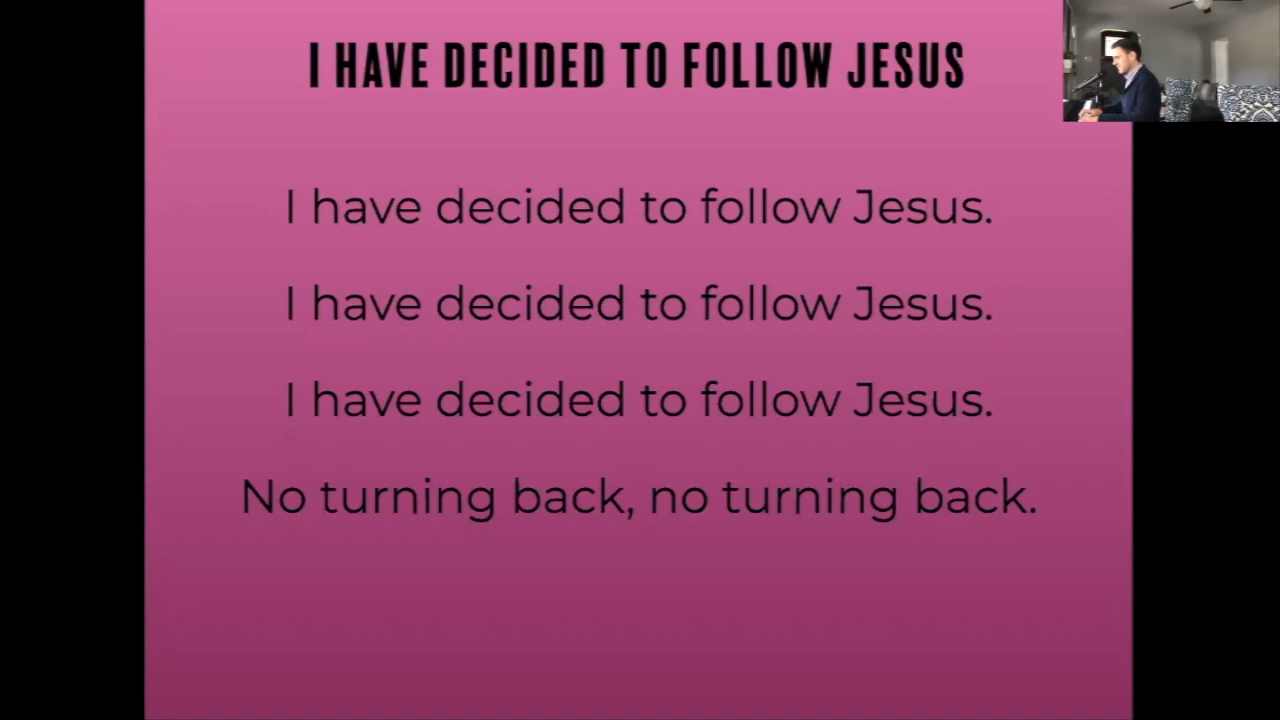 I HAVE DECIDED TO FOLLOW JESUS
I have decided to follow Jesus.
I have decided to follow Jesus.
I have decided to follow Jesus.
No turning back, no turning back.